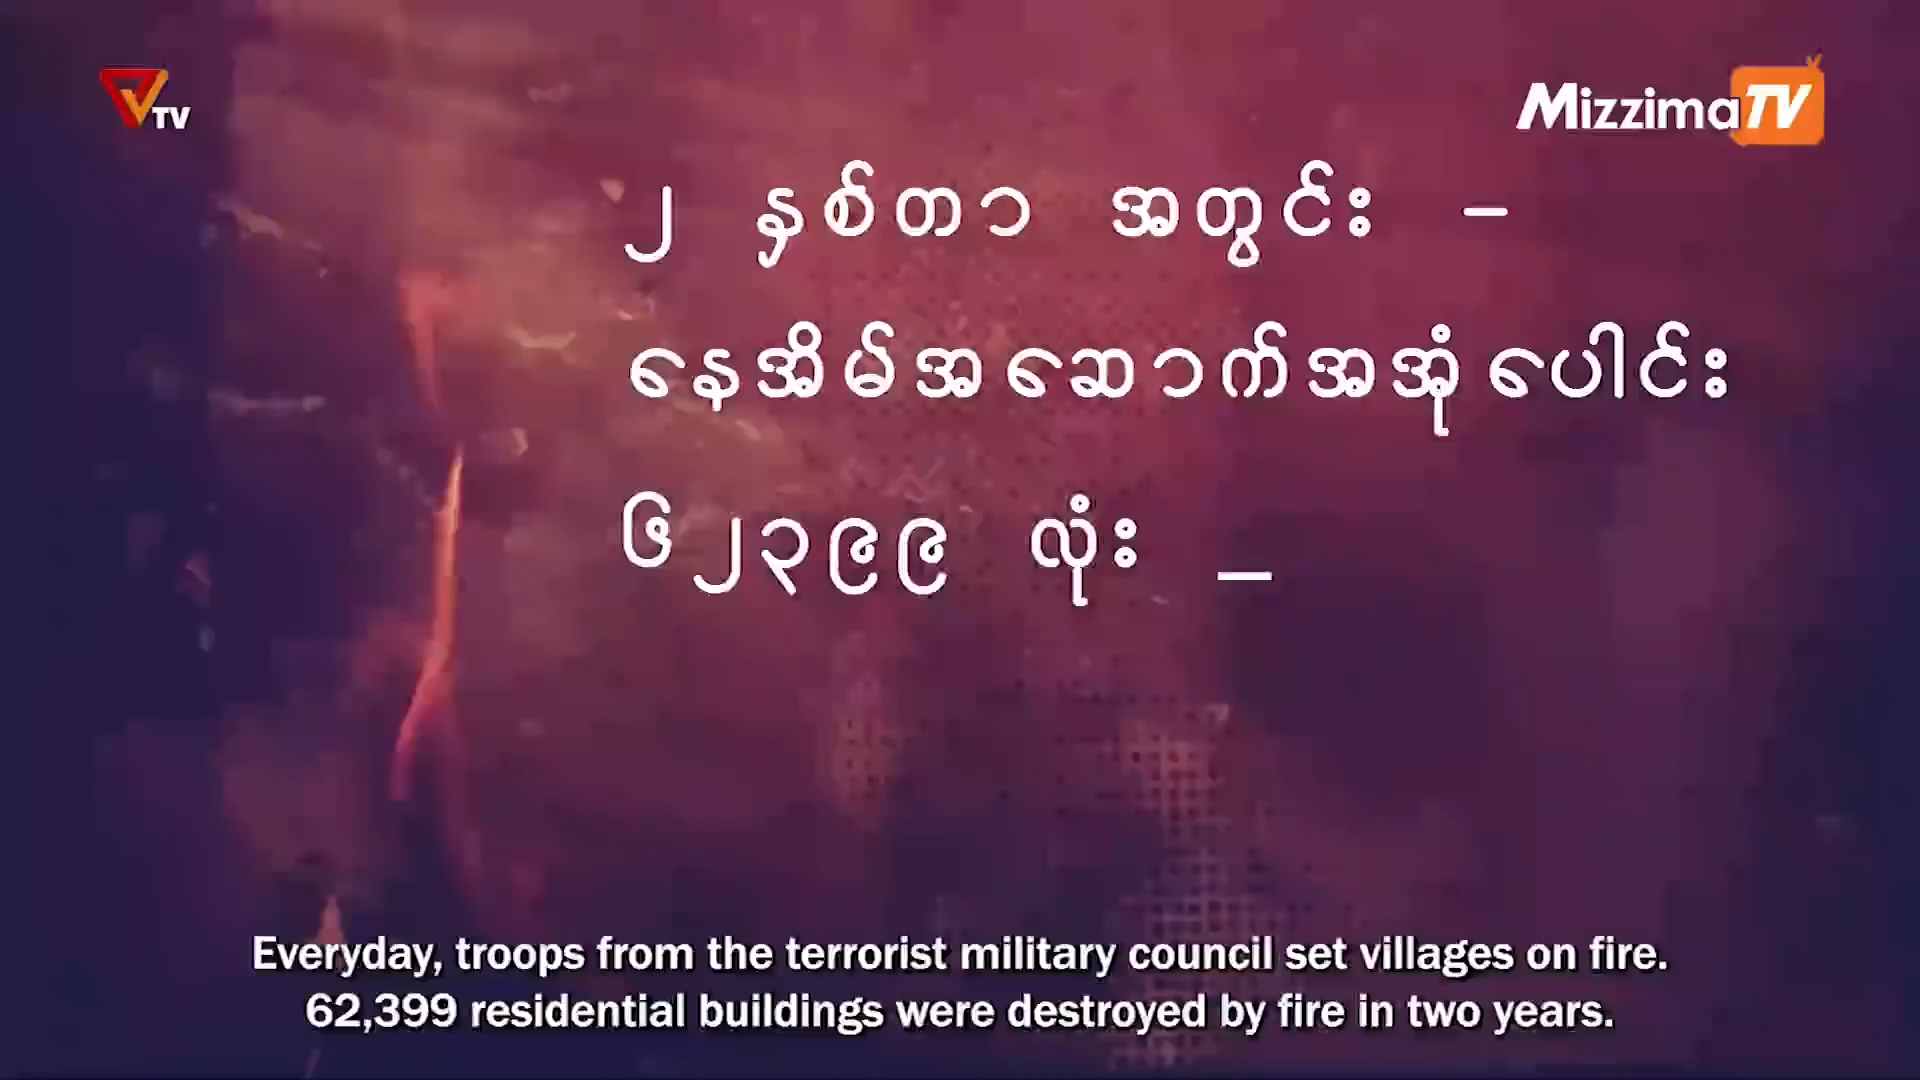 TV
MizzimaTV
၂ နှစ်တာ အတွင်း –
နေအိမ်အဆောက်အအုံပေါင်း
၆၂၃၉၉ လုံး _
Everyday, troops from the terrorist military council set villages on fire.
62,399 residential buildings were destroyed by fire in two years.